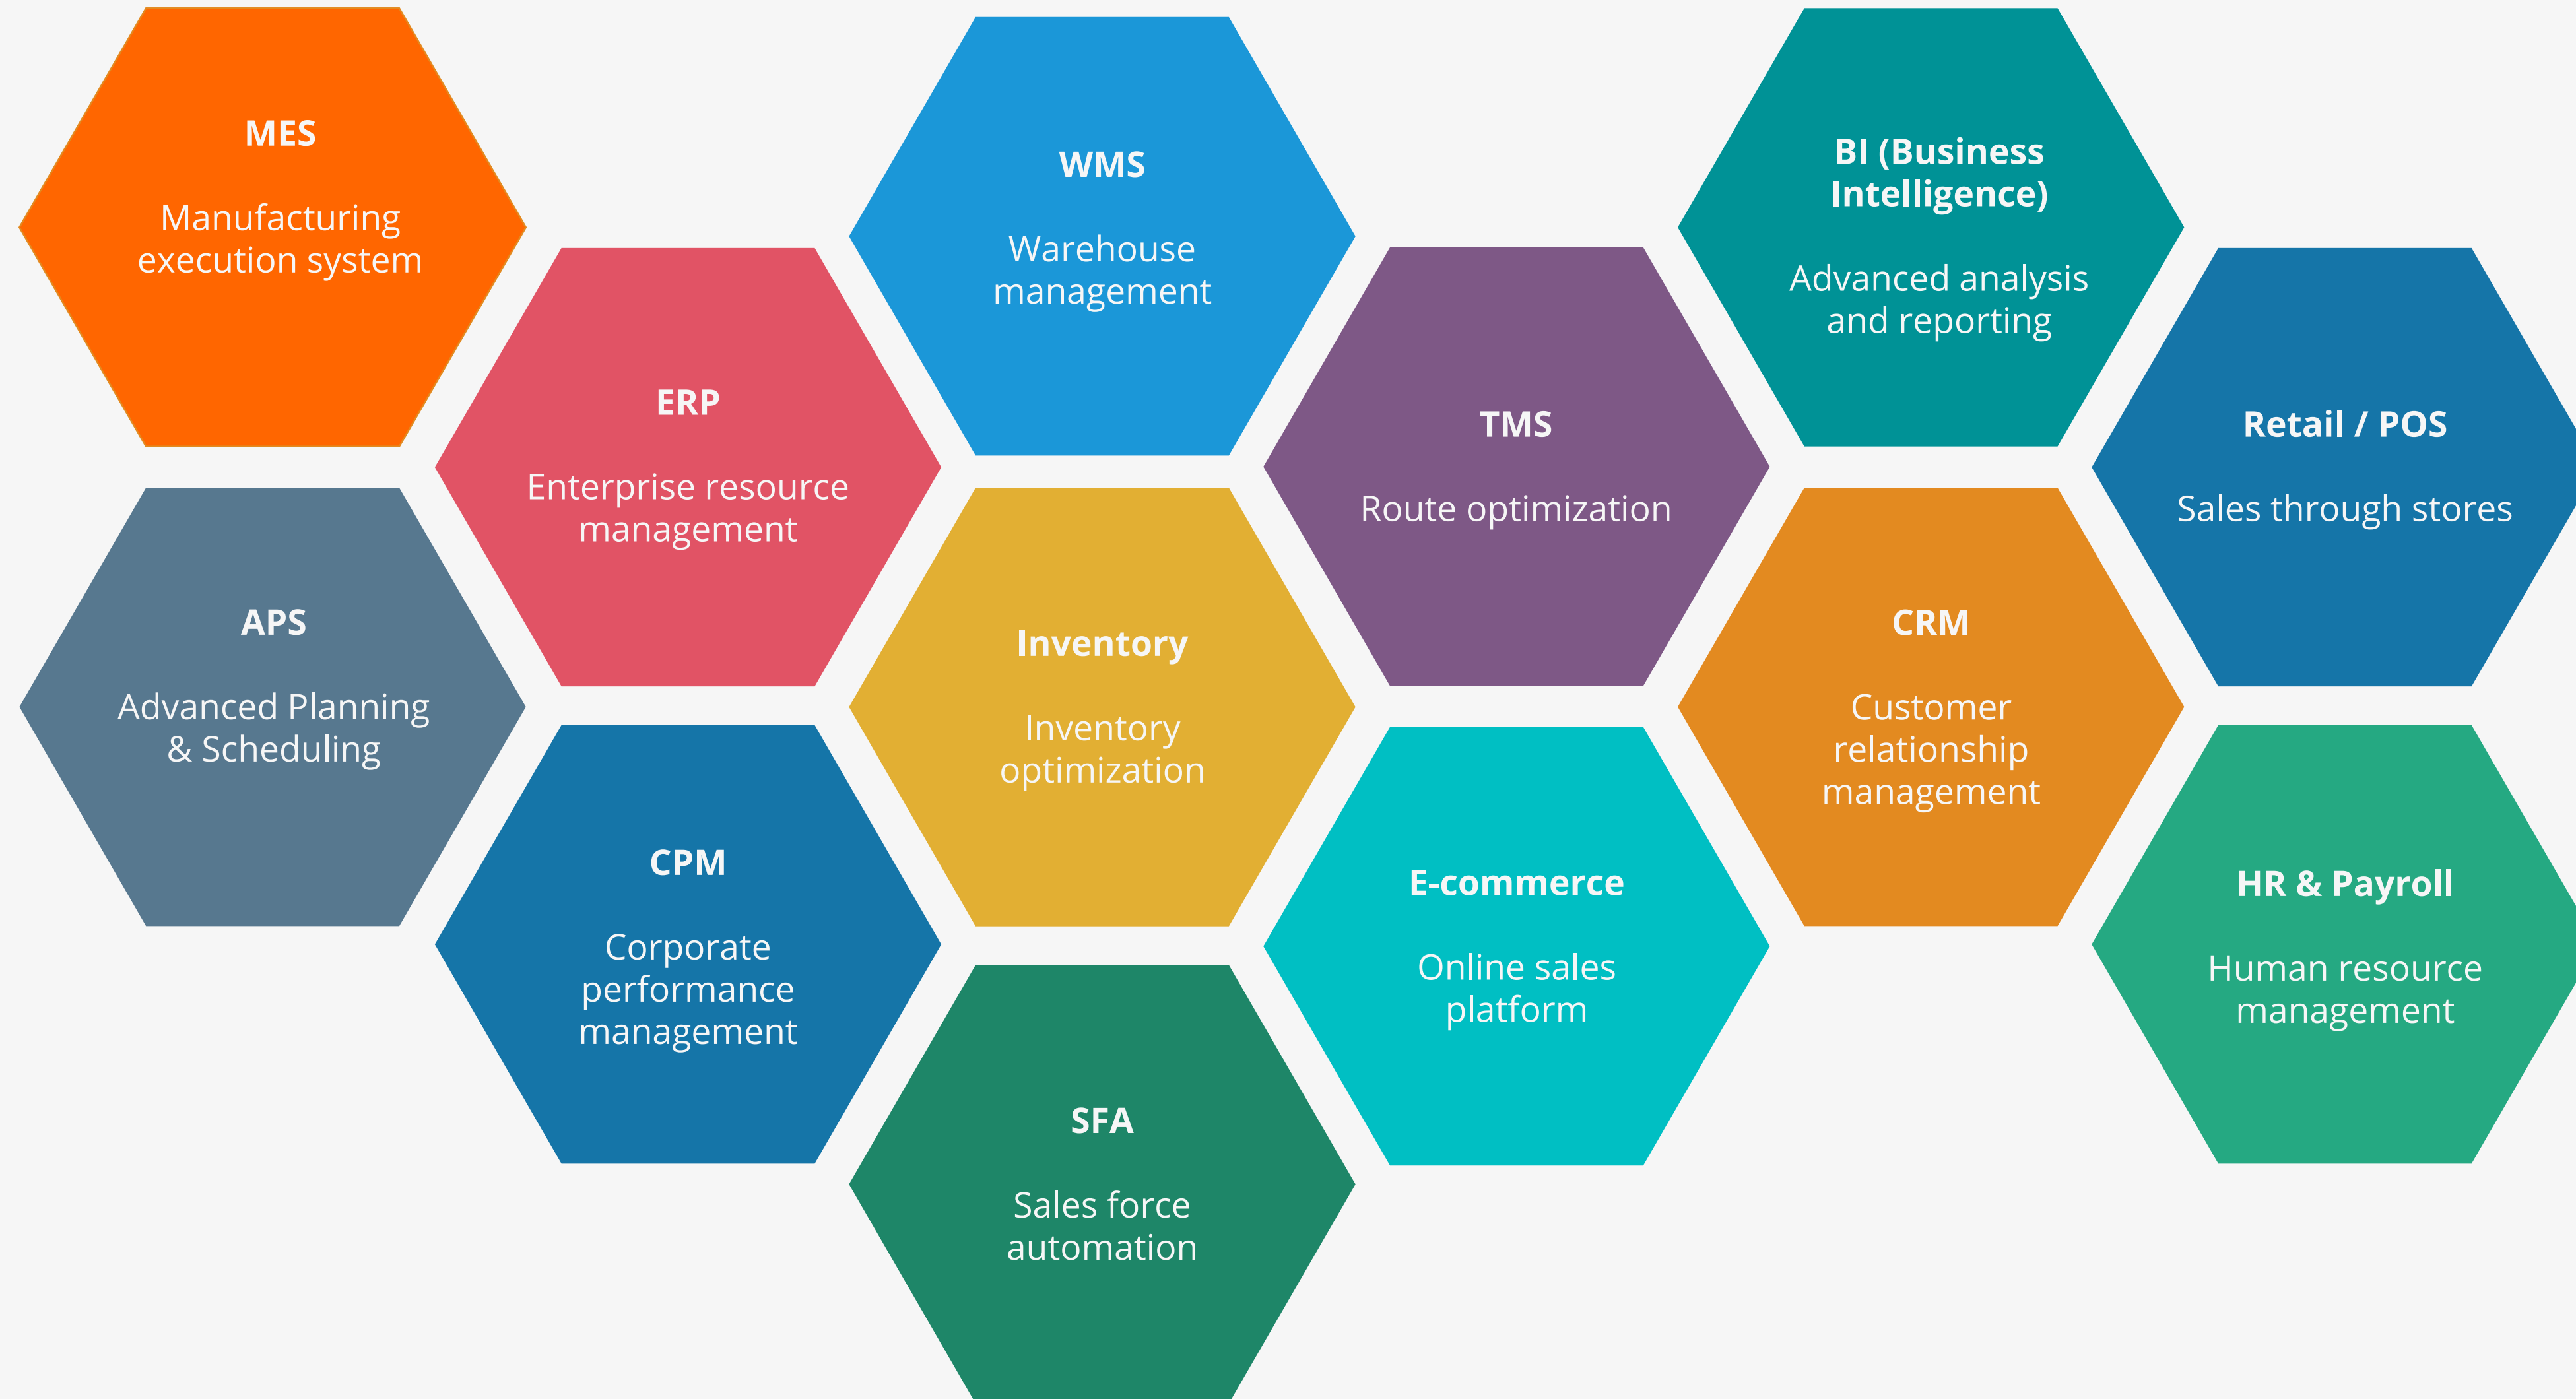 MES
Manufacturing
execution system
WMS
Warehouse
management
BI (Business
Intelligence)
Advanced analysis
and reporting
ERP
Enterprise resource
management
TMS
Route optimization
Retail / POS
Sales through stores
APS
Advanced Planning
& Scheduling
Inventory
Inventory
optimization
CRM
Customer
relationship
management
CPM
Corporate
performance
management
E-commerce
Online sales
platform
HR & Payroll
Human resource
management
SFA
Sales force
automation